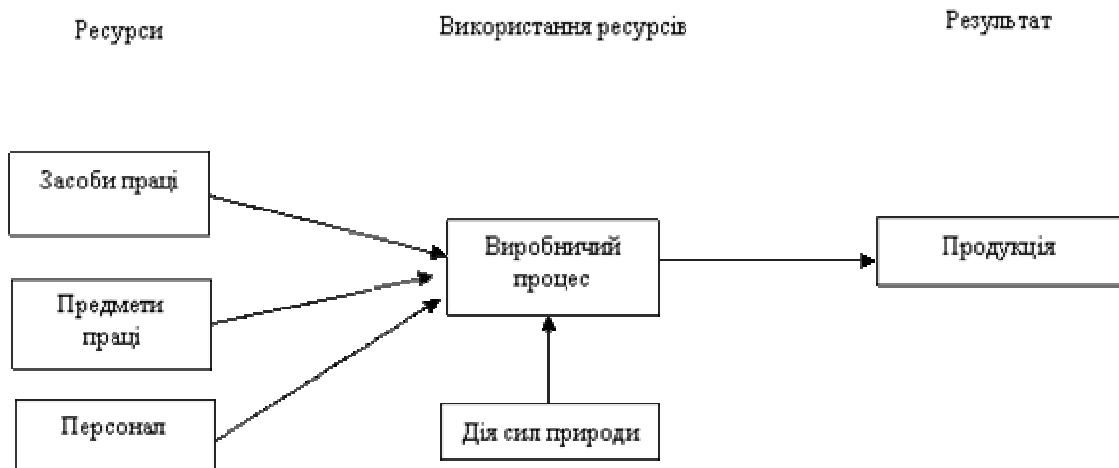 Ресурси
Використання ресурсів
Результат
Засоби праці
Предмети
праці
Персонал
Виробничий
процес
Дія сил природи
Продукція